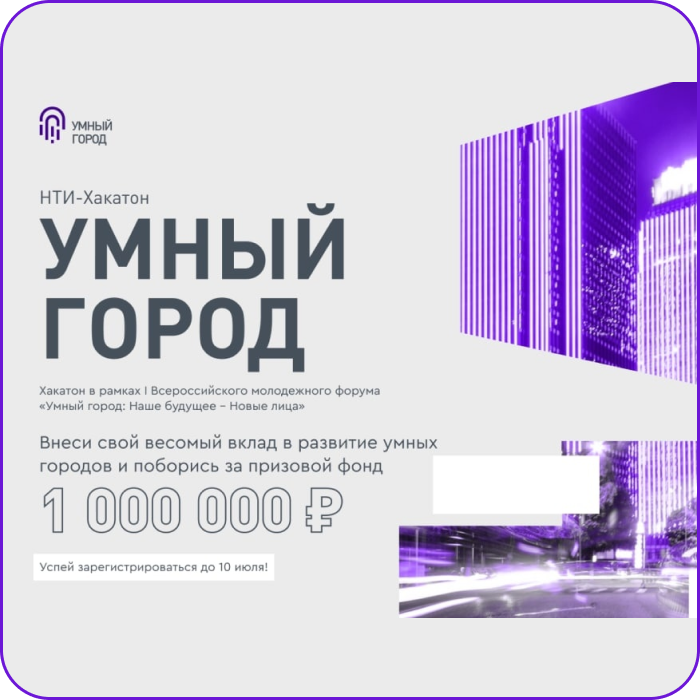 УМНЫЙ
ГОРОД
НТИ-Хакатон
УМНЫЙ
ГОРОД
Хакатон в рамках I Всероссийского молодежного форума
«Умный город: Наше будущее – Новые лица»
Внеси свой весомый вклад в развитие умных
городов и поборись за призовой фонд
1 000 000 ₽
Успей зарегистрироваться до 10 июля!